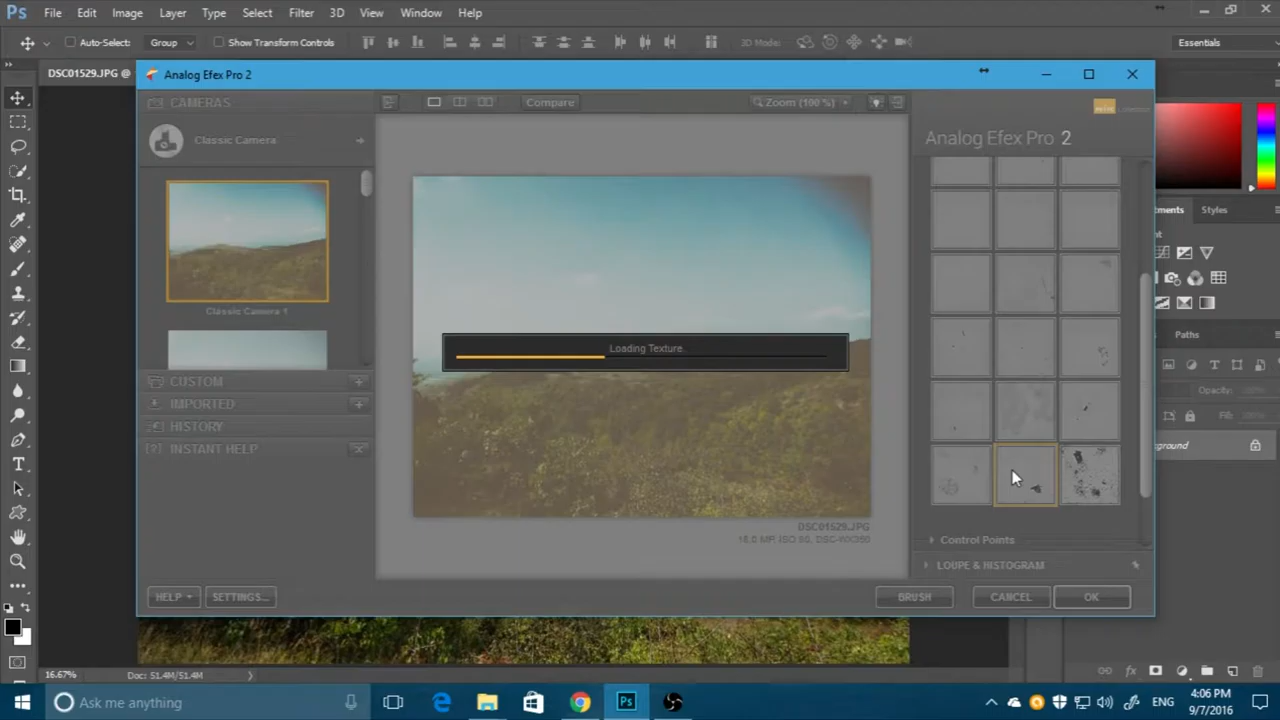 Ps File Edit Image Layer Type Select Filter 3D View Window Help
Auto-Select: Group Show Transform Controls 3D Mode: Essentials
DSC01529.JPG @
Analog Efex Pro 2
CAMERAS Compare Zoom (100 %)
Classic Camera
Analog Efex Pro 2
Styles
Classic Camera 1
Paths
Loading Texture
CUSTOM
IMPORTED
HISTORY
INSTANT HELP
Opacity:
Fill:
DSC01529.JPG
Control Points
LOUPE & HISTOGRAM
HELP SETTINGS... BRUSH CANCEL OK
16.67% Doc: 51.4M/51.4M
Ask me anything Ps ENG 4:06 PM
9/7/2016